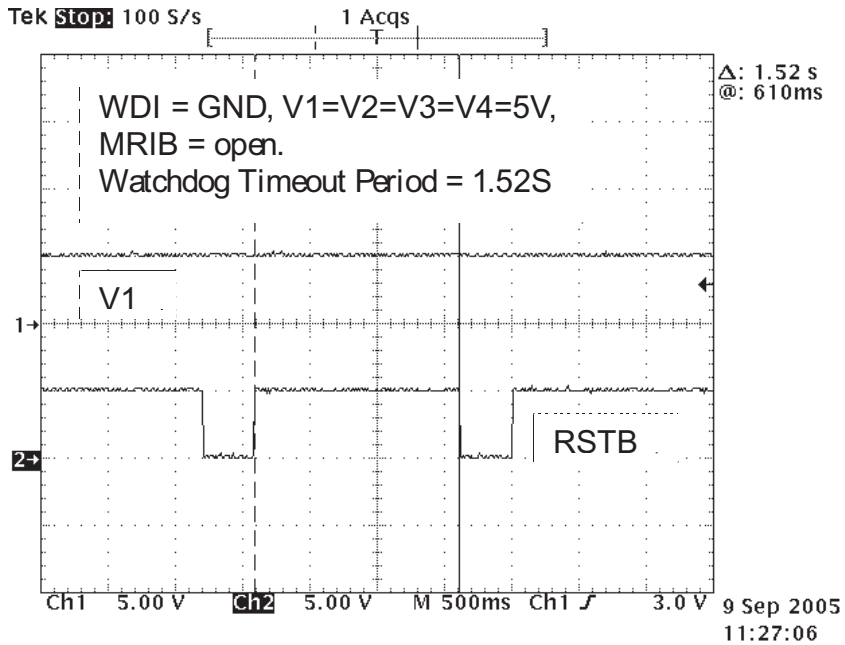 Tek Stop: 100 S/s 1 Acqs
[ T ]
Δ: 1.52 s
@: 610ms
WDI = GND, V1=V2=V3=V4=5V,
MRIB = open.
Watchdog Timeout Period = 1.52S
V1
1→
RSTB
2→
Ch1 5.00 V Ch2 5.00 V M 500ms Ch1 ƒ 3.0 V
9 Sep 2005
11:27:06